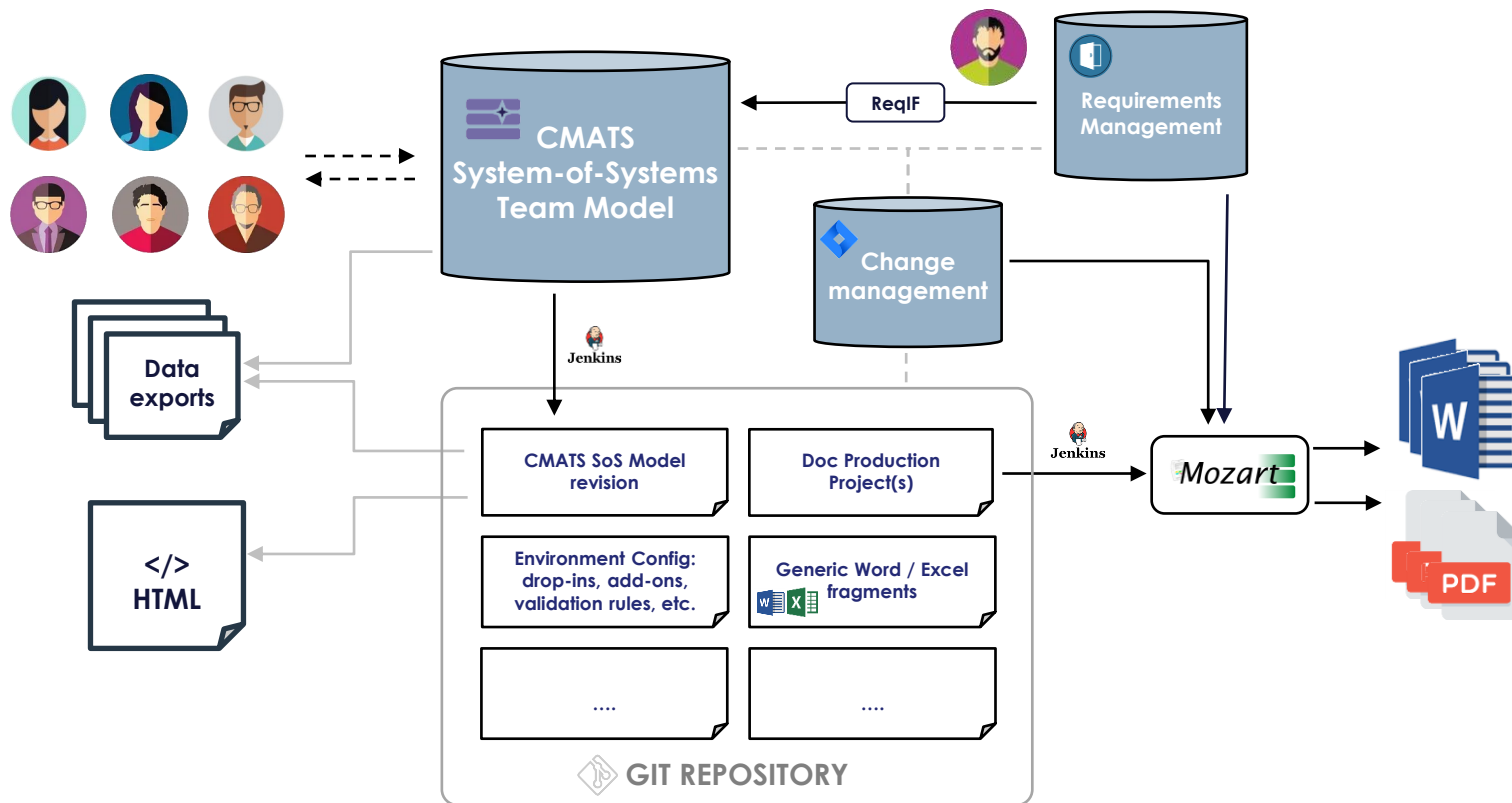 ReqIF
Requirements
Management
CMATS
System-of-Systems
Team Model
Change
management
Jenkins
Data
exports
CMATS SoS Model
revision
Doc Production
Project(s)
Jenkins
Mozart
W
</>
HTML
Environment Config:
drop-ins, add-ons,
validation rules, etc.
Generic Word / Excel
fragments
W
X
PDF
....
....
GIT REPOSITORY